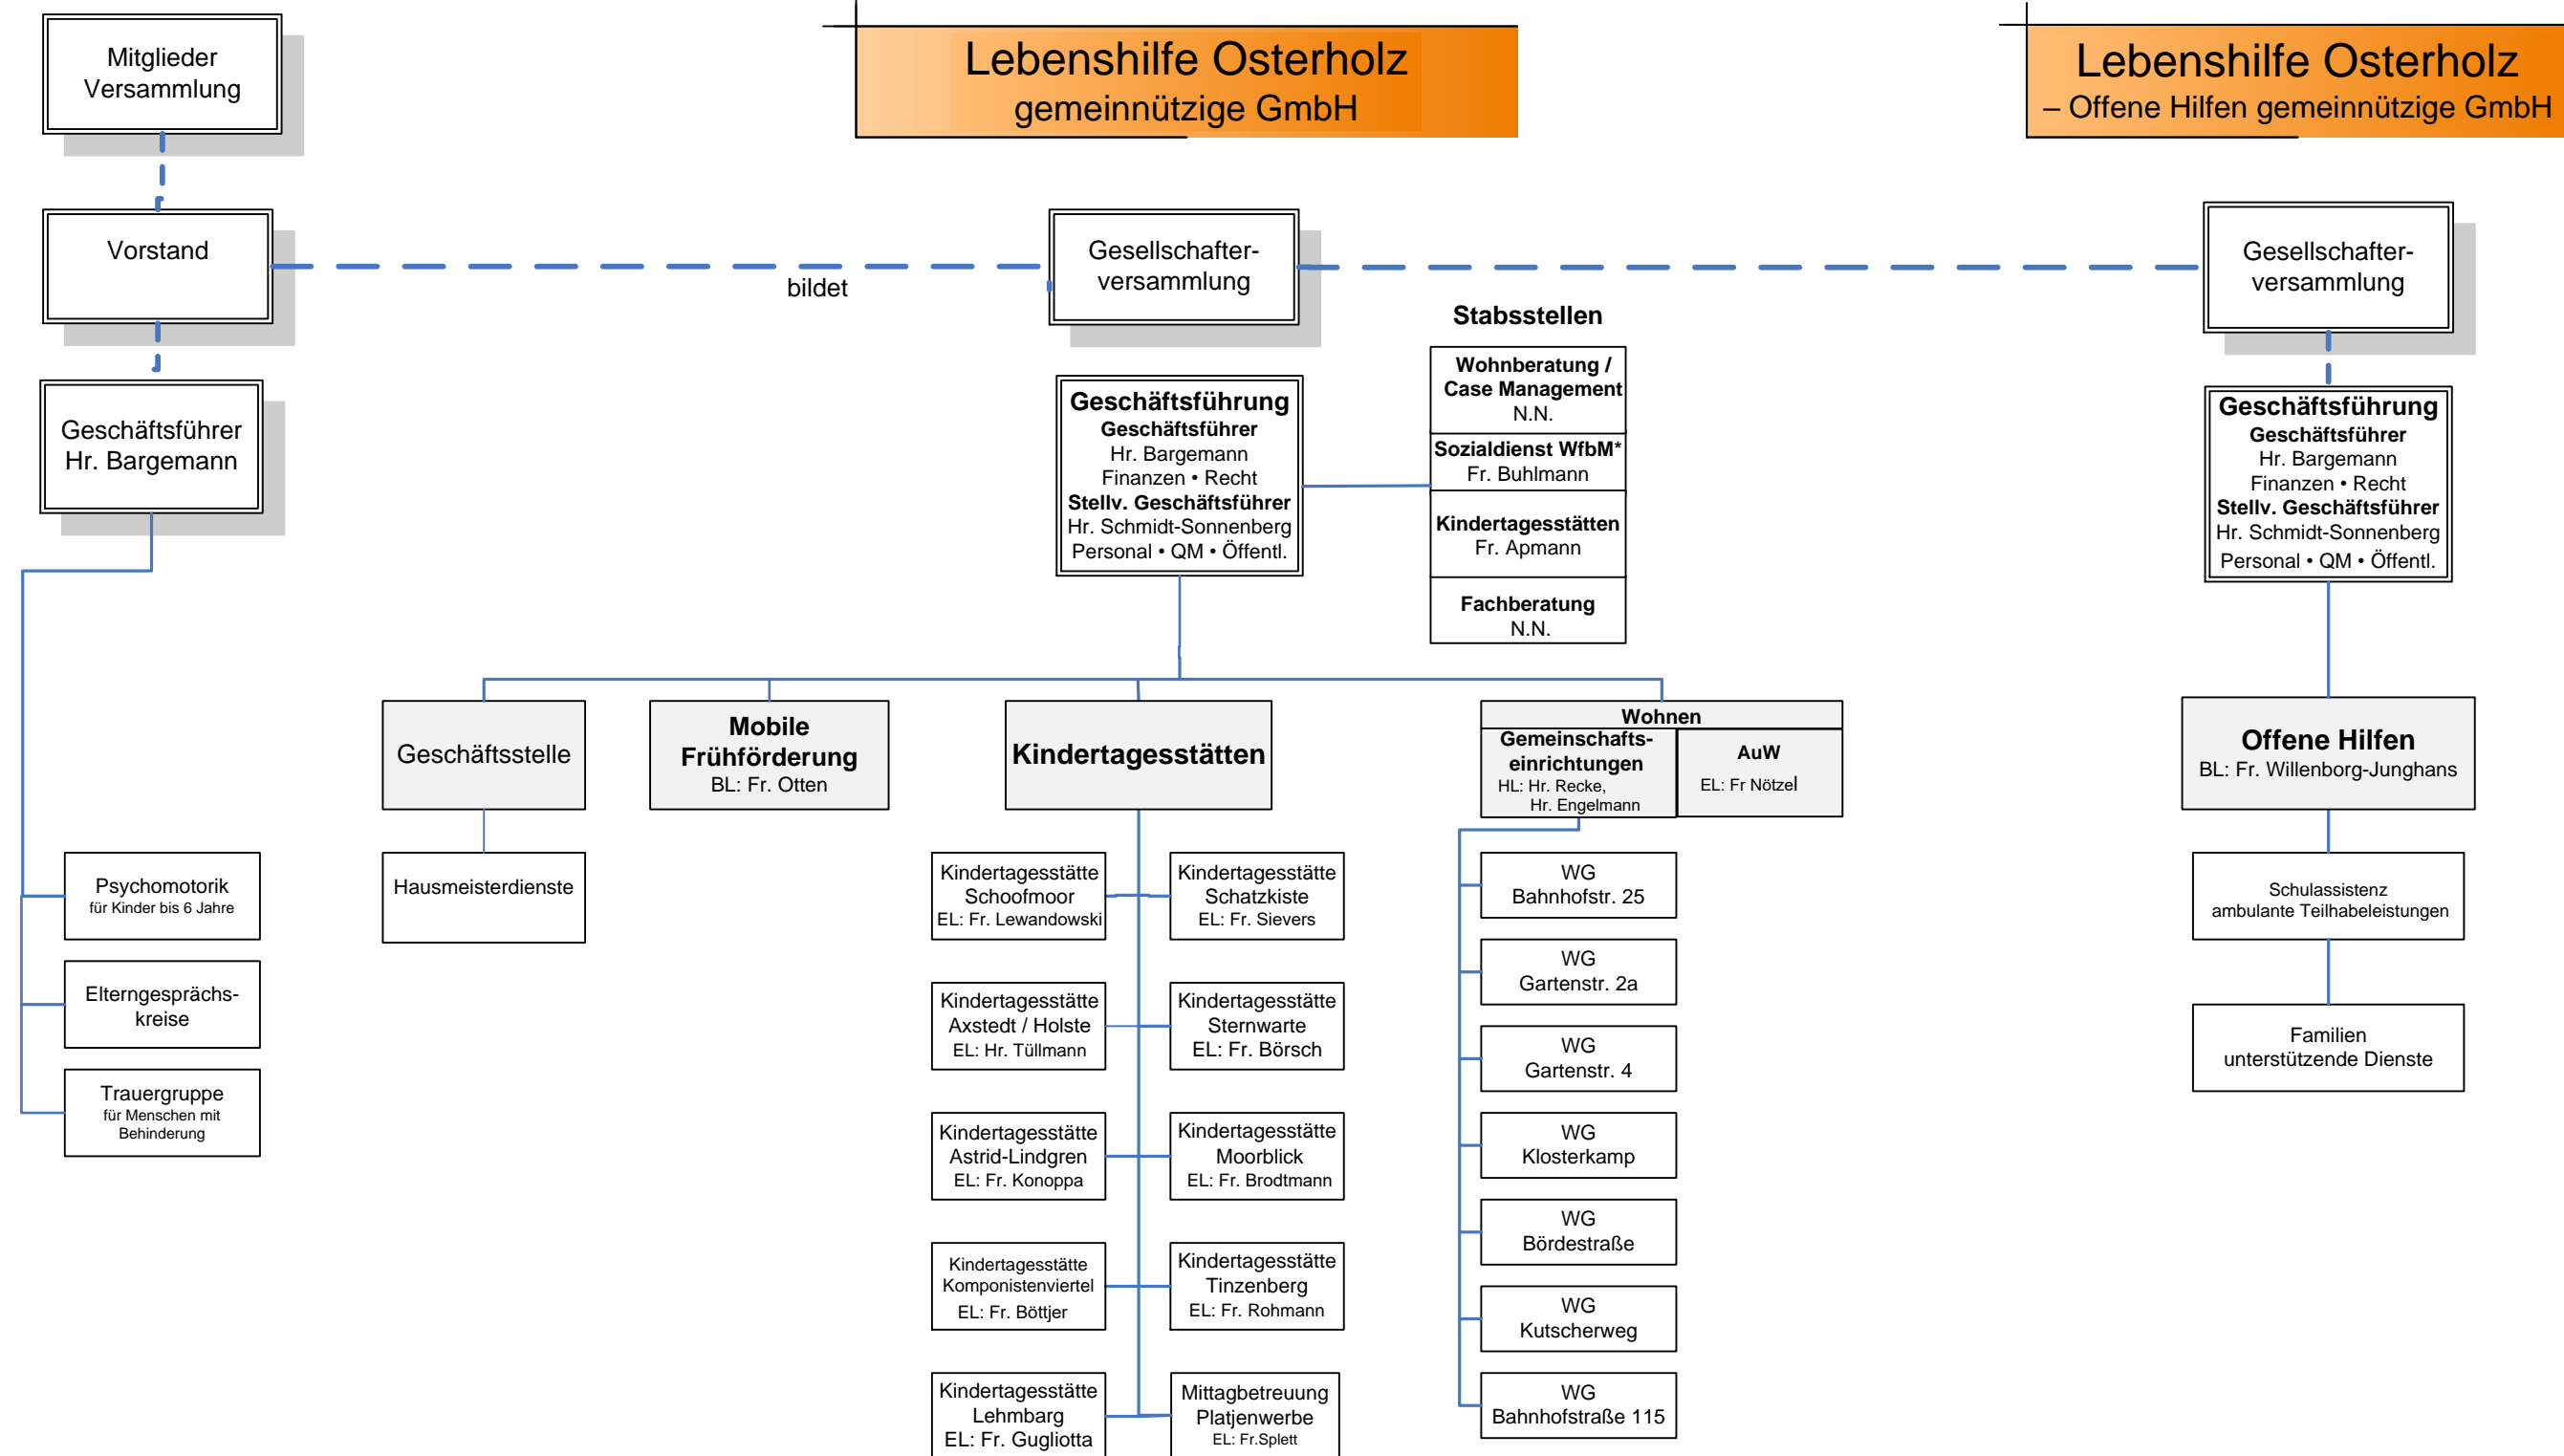 Mitglieder
Versammlung
Lebenshilfe Osterholz
gemeinnützige GmbH
Lebenshilfe Osterholz
– Offene Hilfen gemeinnützige GmbH
Vorstand
bildet
Gesellschafter-
versammlung
Gesellschafter-
versammlung
Geschäftsführer
Hr. Bargemann
Geschäftsführung
Geschäftsführer
Hr. Bargemann
Finanzen • Recht
Stellv. Geschäftsführer
Hr. Schmidt-Sonnenberg
Personal • QM • Öffentl.
Stabsstellen
Wohnberatung /
Case Management
N.N.
Sozialdienst WfbM*
Fr. Buhlmann
Kindertagesstätten
Fr. Apmann
Fachberatung
N.N.
Geschäftsführung
Geschäftsführer
Hr. Bargemann
Finanzen • Recht
Stellv. Geschäftsführer
Hr. Schmidt-Sonnenberg
Personal • QM • Öffentl.
Geschäftsstelle
Mobile
Frühförderung
BL: Fr. Otten
Kindertagesstätten
Wohnen
Gemeinschafts-
einrichtungen
HL: Hr. Recke,
Hr. Engelmann
AuW
EL: Fr Nötzel
Offene Hilfen
BL: Fr. Willenborg-Junghans
Psychomotorik
für Kinder bis 6 Jahre
Elterngesprächs-
kreise
Trauergruppe
für Menschen mit
Behinderung
Hausmeisterdienste
Kindertagesstätte
Schoofmoor
EL: Fr. Lewandowski
Kindertagesstätte
Schatzkiste
EL: Fr. Sievers
Kindertagesstätte
Axstedt / Holste
EL: Hr. Tüllmann
Kindertagesstätte
Sternwarte
EL: Fr. Börsch
Kindertagesstätte
Astrid-Lindgren
EL: Fr. Konoppa
Kindertagesstätte
Moorblick
EL: Fr. Brodtmann
Kindertagesstätte
Komponistenviertel
EL: Fr. Böttjer
Kindertagesstätte
Tinzenberg
EL: Fr. Rohmann
Kindertagesstätte
Lehmbarg
EL: Fr. Gugliotta
Mittagbetreuung
Platjenwerbe
EL: Fr.Splett
WG
Bahnhofstr. 25
WG
Gartenstr. 2a
WG
Gartenstr. 4
WG
Klosterkamp
WG
Bördestraße
WG
Kutscherweg
WG
Bahnhofstraße 115
Schulassistenz
ambulante Teilhabeleistungen
Familien
unterstützende Dienste